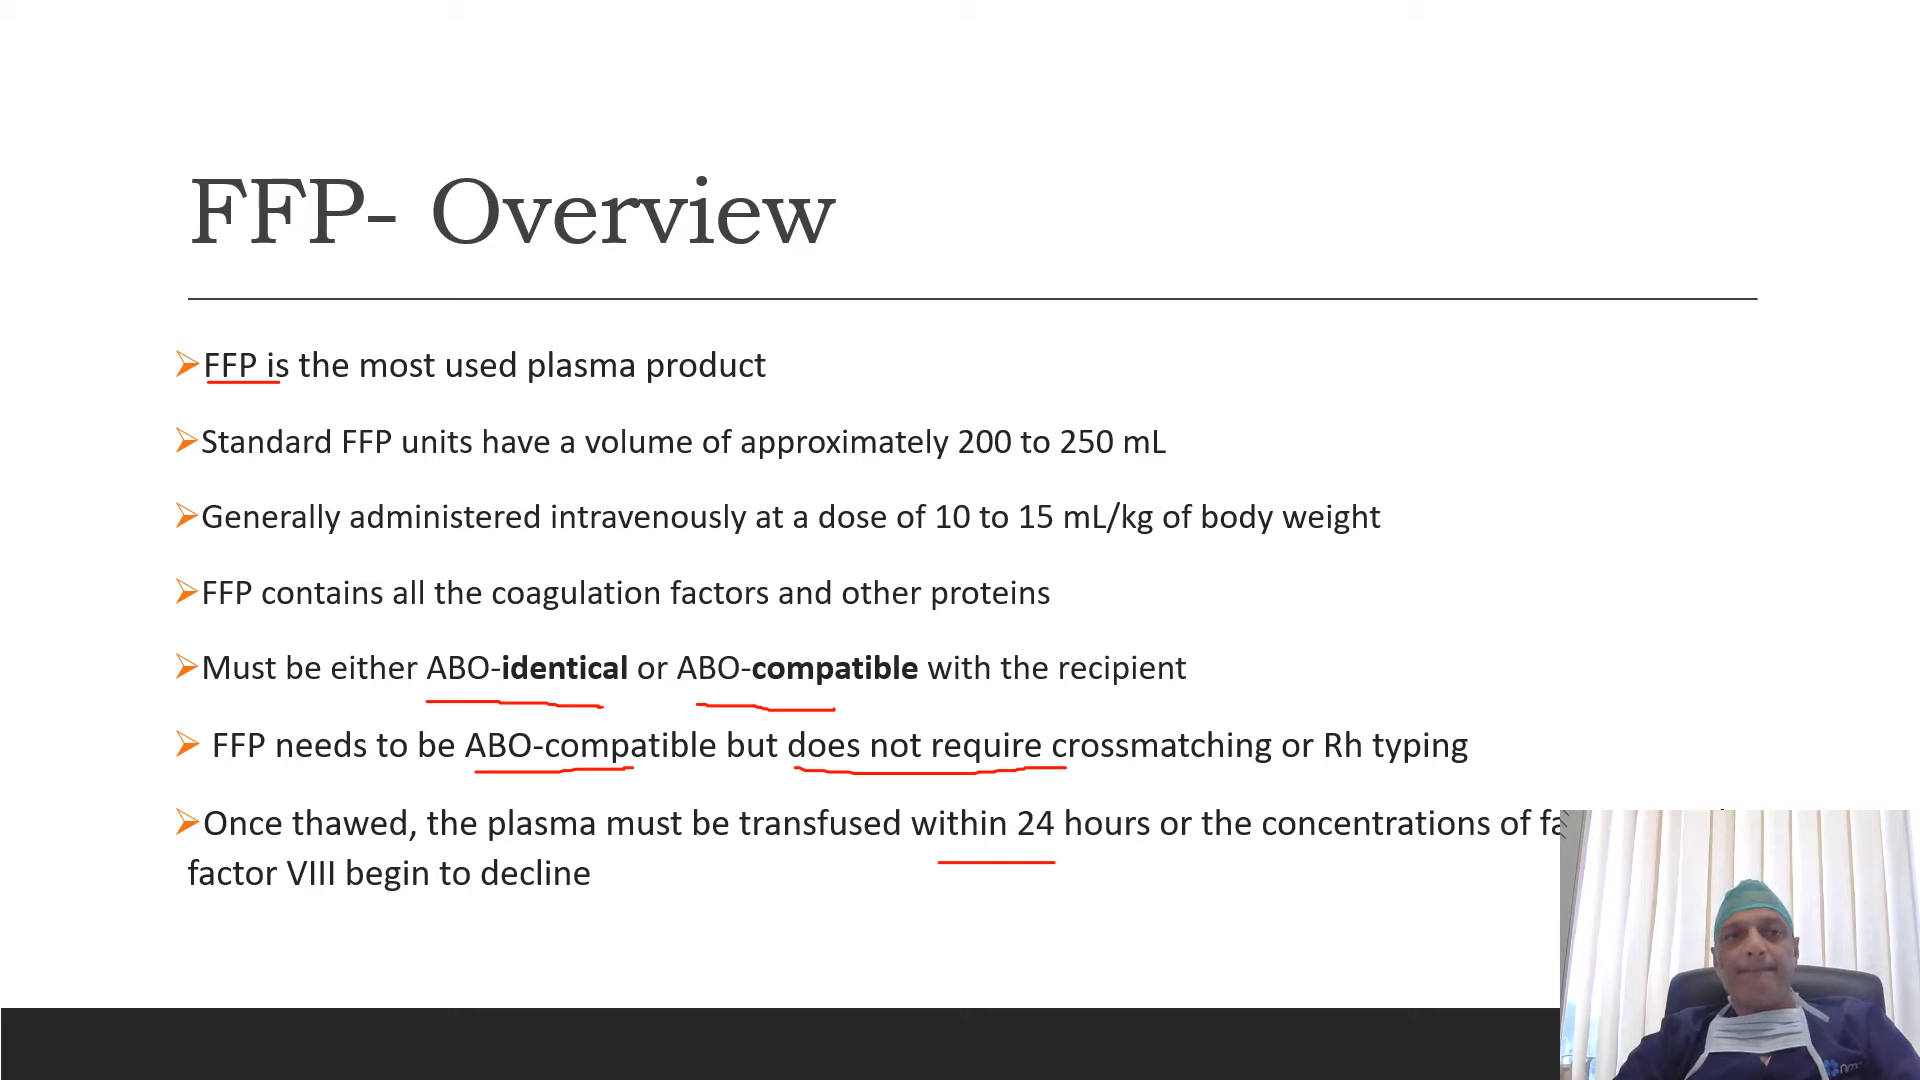 FFP- Overview
FFP is the most used plasma product
Standard FFP units have a volume of approximately 200 to 250 mL
Generally administered intravenously at a dose of 10 to 15 mL/kg of body weight
FFP contains all the coagulation factors and other proteins
Must be either ABO-identical or ABO-compatible with the recipient
FFP needs to be ABO-compatible but does not require crossmatching or Rh typing
Once thawed, the plasma must be transfused within 24 hours or the concentrations of
factor VIII begin to decline